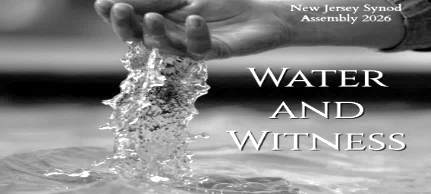 New Jersey Synod
Assembly 2026
Water
and
Witness